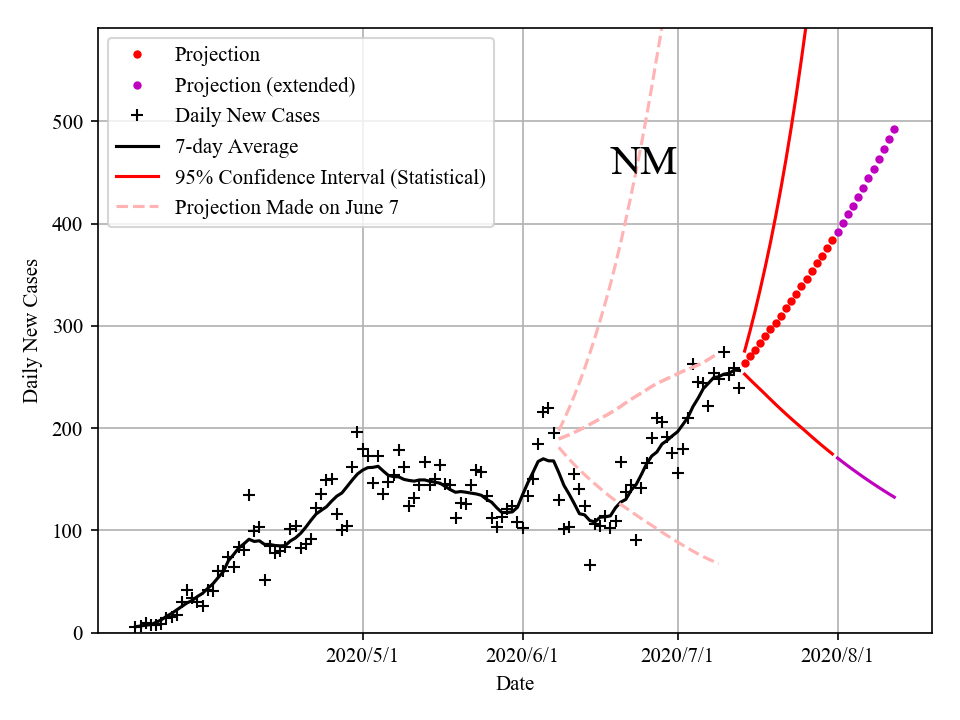 Projection
Projection (extended)
Daily New Cases
7-day Average
95% Confidence Interval (Statistical)
Projection Made on June 7
NM
Daily New Cases
500
400
300
200
100
0
2020/5/1
2020/6/1
2020/7/1
2020/8/1
Date